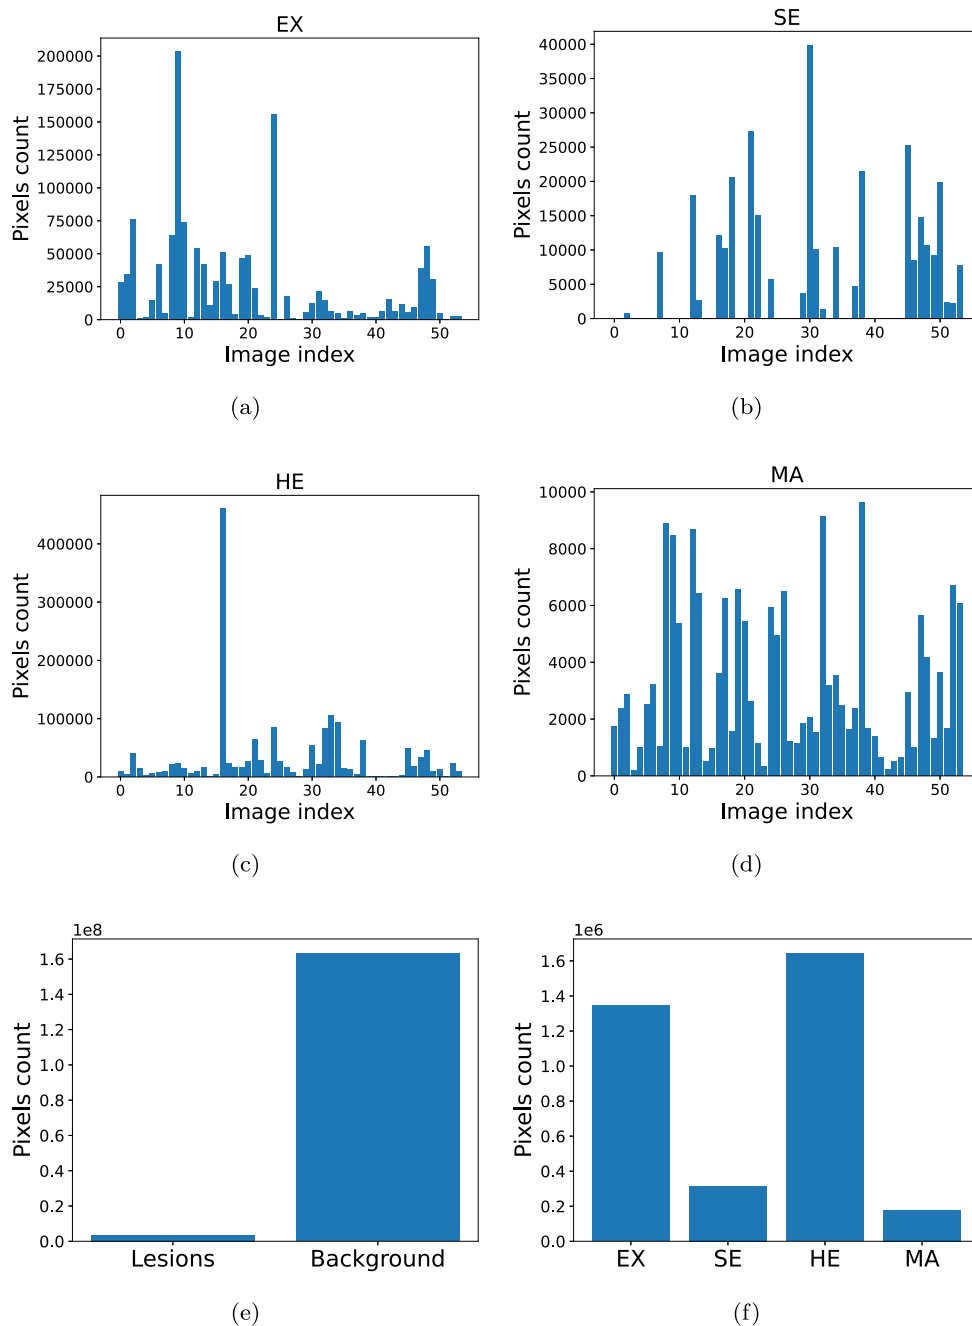 EX
200000
175000
150000
125000
100000
75000
50000
25000
0
Pixels count
0 10 20 30 40 50
Image index
(a)
SE
40000
35000
30000
25000
20000
15000
10000
5000
0
Pixels count
0 10 20 30 40 50
Image index
(b)
HE
400000
300000
200000
100000
0
Pixels count
0 10 20 30 40 50
Image index
(c)
MA
10000
8000
6000
4000
2000
0
Pixels count
0 10 20 30 40 50
Image index
(d)
1e8
1.6
1.4
1.2
1.0
0.8
0.6
0.4
0.2
0.0
Pixels count
Lesions Background
(e)
1e6
1.6
1.4
1.2
1.0
0.8
0.6
0.4
0.2
0.0
Pixels count
EX SE HE MA
(f)